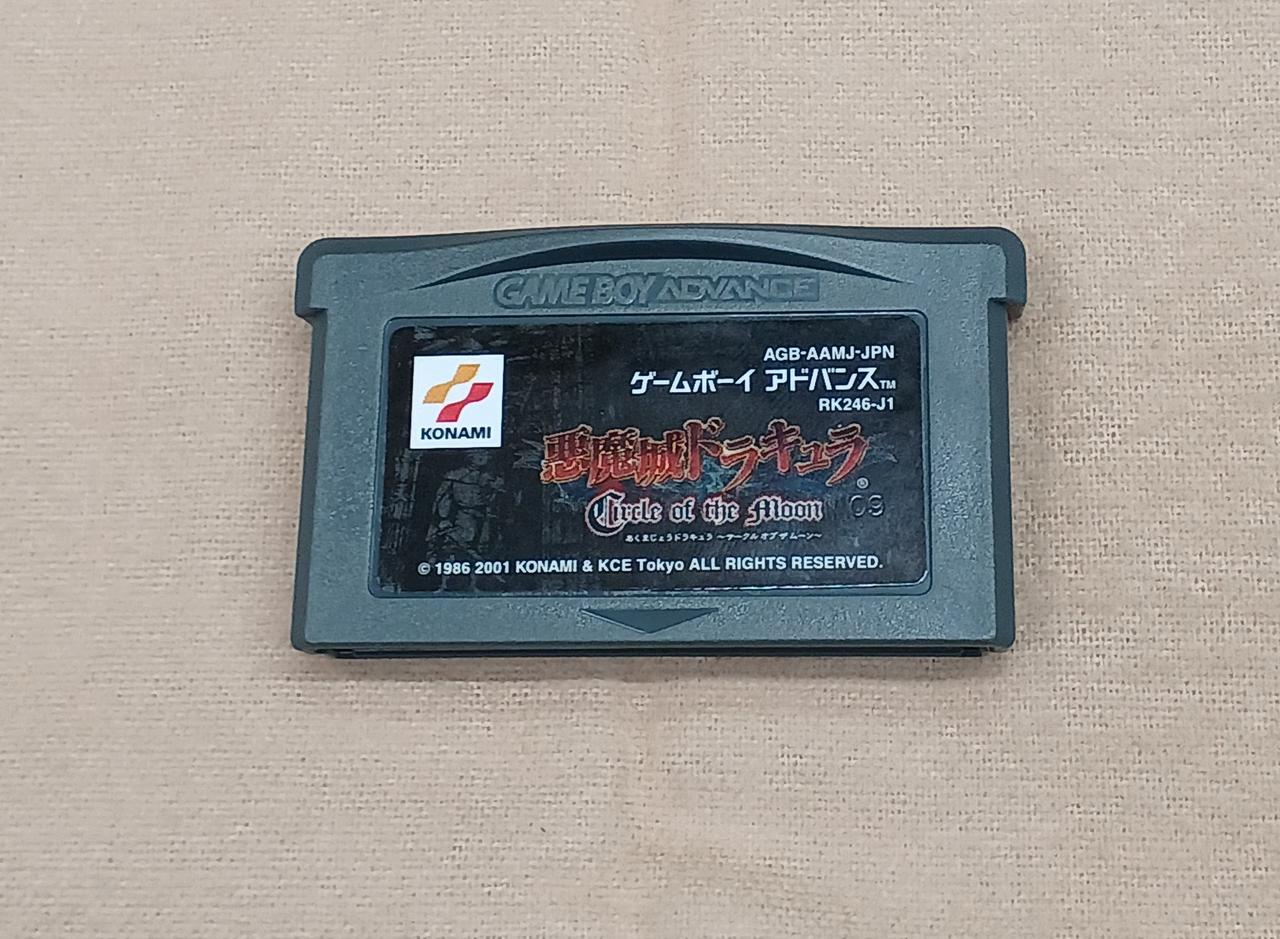 GAME BOY ADVANCE
KONAMI
AGB-AAMJ-JPN
ゲームボーイ アドバンス™
RK246-J1
悪魔城ドラキュラ®
Circle of the Moon
09
あくまじょうドラキュラ ～サークル オブ ザ ムーン～
© 1986 2001 KONAMI & KCE Tokyo ALL RIGHTS RESERVED.